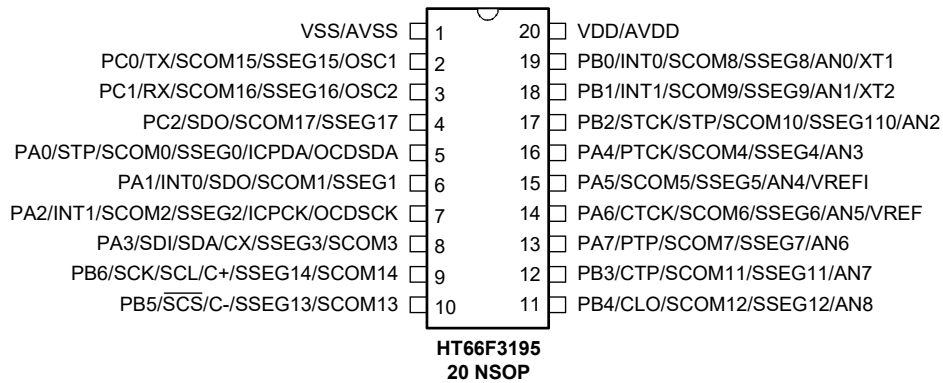 VSS/AVSS 1 20 VDD/AVDD
PC0/TX/SCOM15/SSEG15/OSC1 2 19 PB0/INT0/SCOM8/SSEG8/AN0/XT1
PC1/RX/SCOM16/SSEG16/OSC2 3 18 PB1/INT1/SCOM9/SSEG9/AN1/XT2
PC2/SDO/SCOM17/SSEG17 4 17 PB2/STCK/STP/SCOM10/SSEG110/AN2
PA0/STP/SCOM0/SSEG0/ICPDA/OCDSDA 5 16 PA4/PTCK/SCOM4/SSEG4/AN3
PA1/INT0/SDO/SCOM1/SSEG1 6 15 PA5/SCOM5/SSEG5/AN4/VREFI
PA2/INT1/SCOM2/SSEG2/ICPCK/OCDSCK 7 14 PA6/CTCK/SCOM6/SSEG6/AN5/VREF
PA3/SDI/SDA/CX/SSEG3/SCOM3 8 13 PA7/PTP/SCOM7/SSEG7/AN6
PB6/SCK/SCL/C+/SSEG14/SCOM14 9 12 PB3/CTP/SCOM11/SSEG11/AN7
PB5/S̅C̅S̅/C-/SSEG13/SCOM13 10 11 PB4/CLO/SCOM12/SSEG12/AN8
HT66F3195
20 NSOP